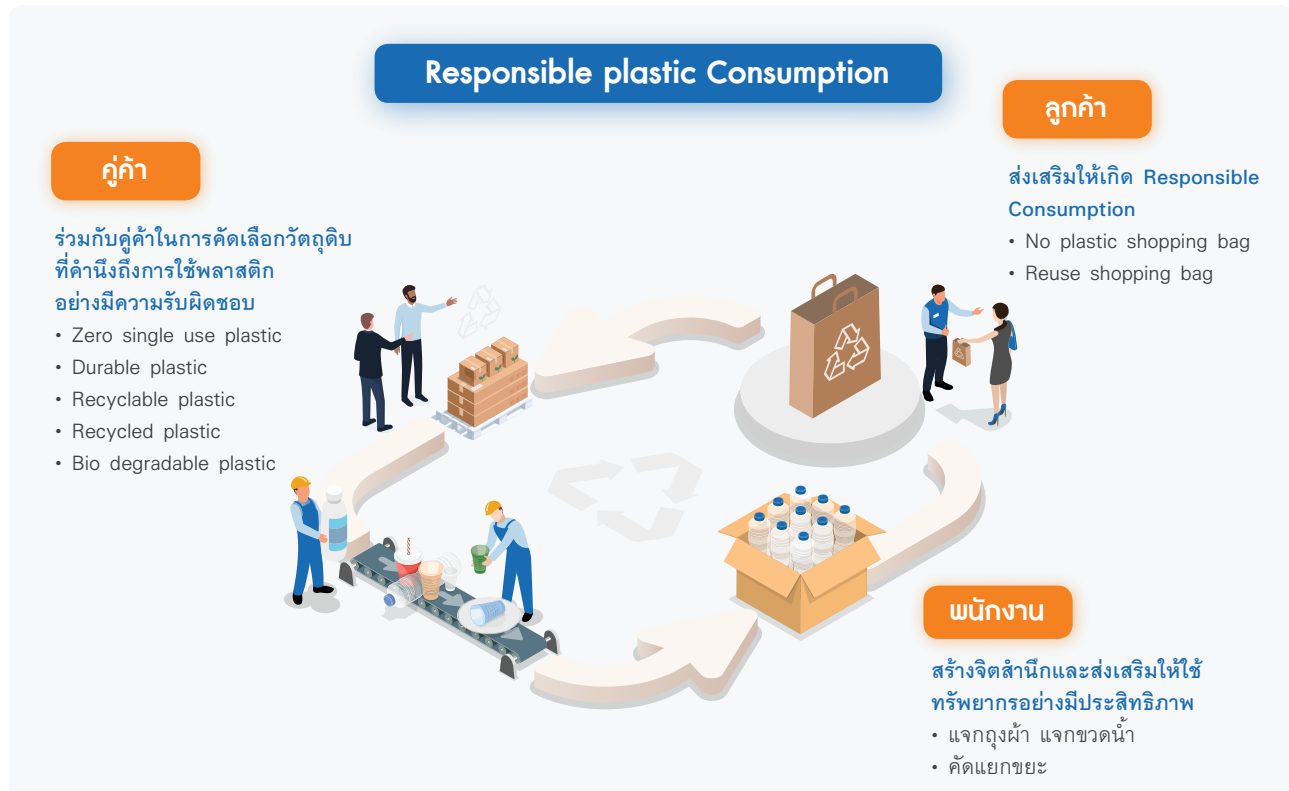 Responsible plastic Consumption
คู่ค้า
ร่วมกับคู่ค้าในการคัดเลือกวัตถุดิบ
ที่คำนึงถึงการใช้พลาสติก
อย่างมีความรับผิดชอบ
• Zero single use plastic
• Durable plastic
• Recyclable plastic
• Recycled plastic
• Bio degradable plastic
ลูกค้า
ส่งเสริมให้เกิด Responsible
Consumption
• No plastic shopping bag
• Reuse shopping bag
พนักงาน
สร้างจิตสำนึกและส่งเสริมให้ใช้
ทรัพยากรอย่างมีประสิทธิภาพ
• แจกถุงผ้า แจกขวดน้ำ
• คัดแยกขยะ